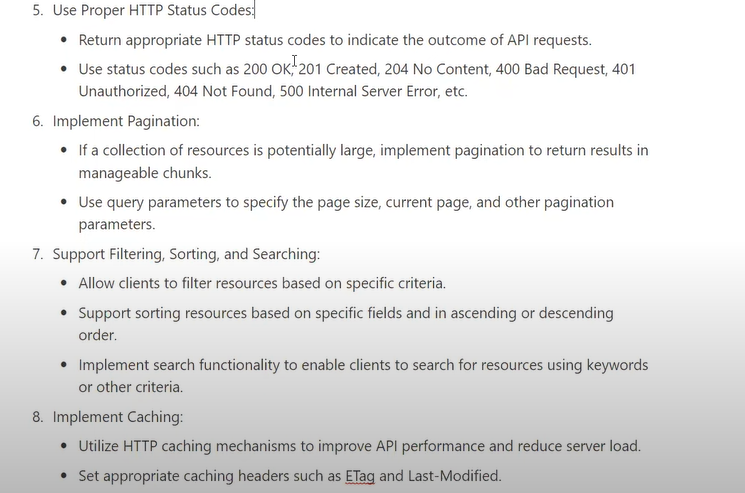 5. Use Proper HTTP Status Codes:
• Return appropriate HTTP status codes to indicate the outcome of API requests.
• Use status codes such as 200 OK, 201 Created, 204 No Content, 400 Bad Request, 401
Unauthorized, 404 Not Found, 500 Internal Server Error, etc.
6. Implement Pagination:
• If a collection of resources is potentially large, implement pagination to return results in
manageable chunks.
• Use query parameters to specify the page size, current page, and other pagination
parameters.
7. Support Filtering, Sorting, and Searching:
• Allow clients to filter resources based on specific criteria.
• Support sorting resources based on specific fields and in ascending or descending
order.
• Implement search functionality to enable clients to search for resources using keywords
or other criteria.
8. Implement Caching:
• Utilize HTTP caching mechanisms to improve API performance and reduce server load.
• Set appropriate caching headers such as ETag and Last-Modified.